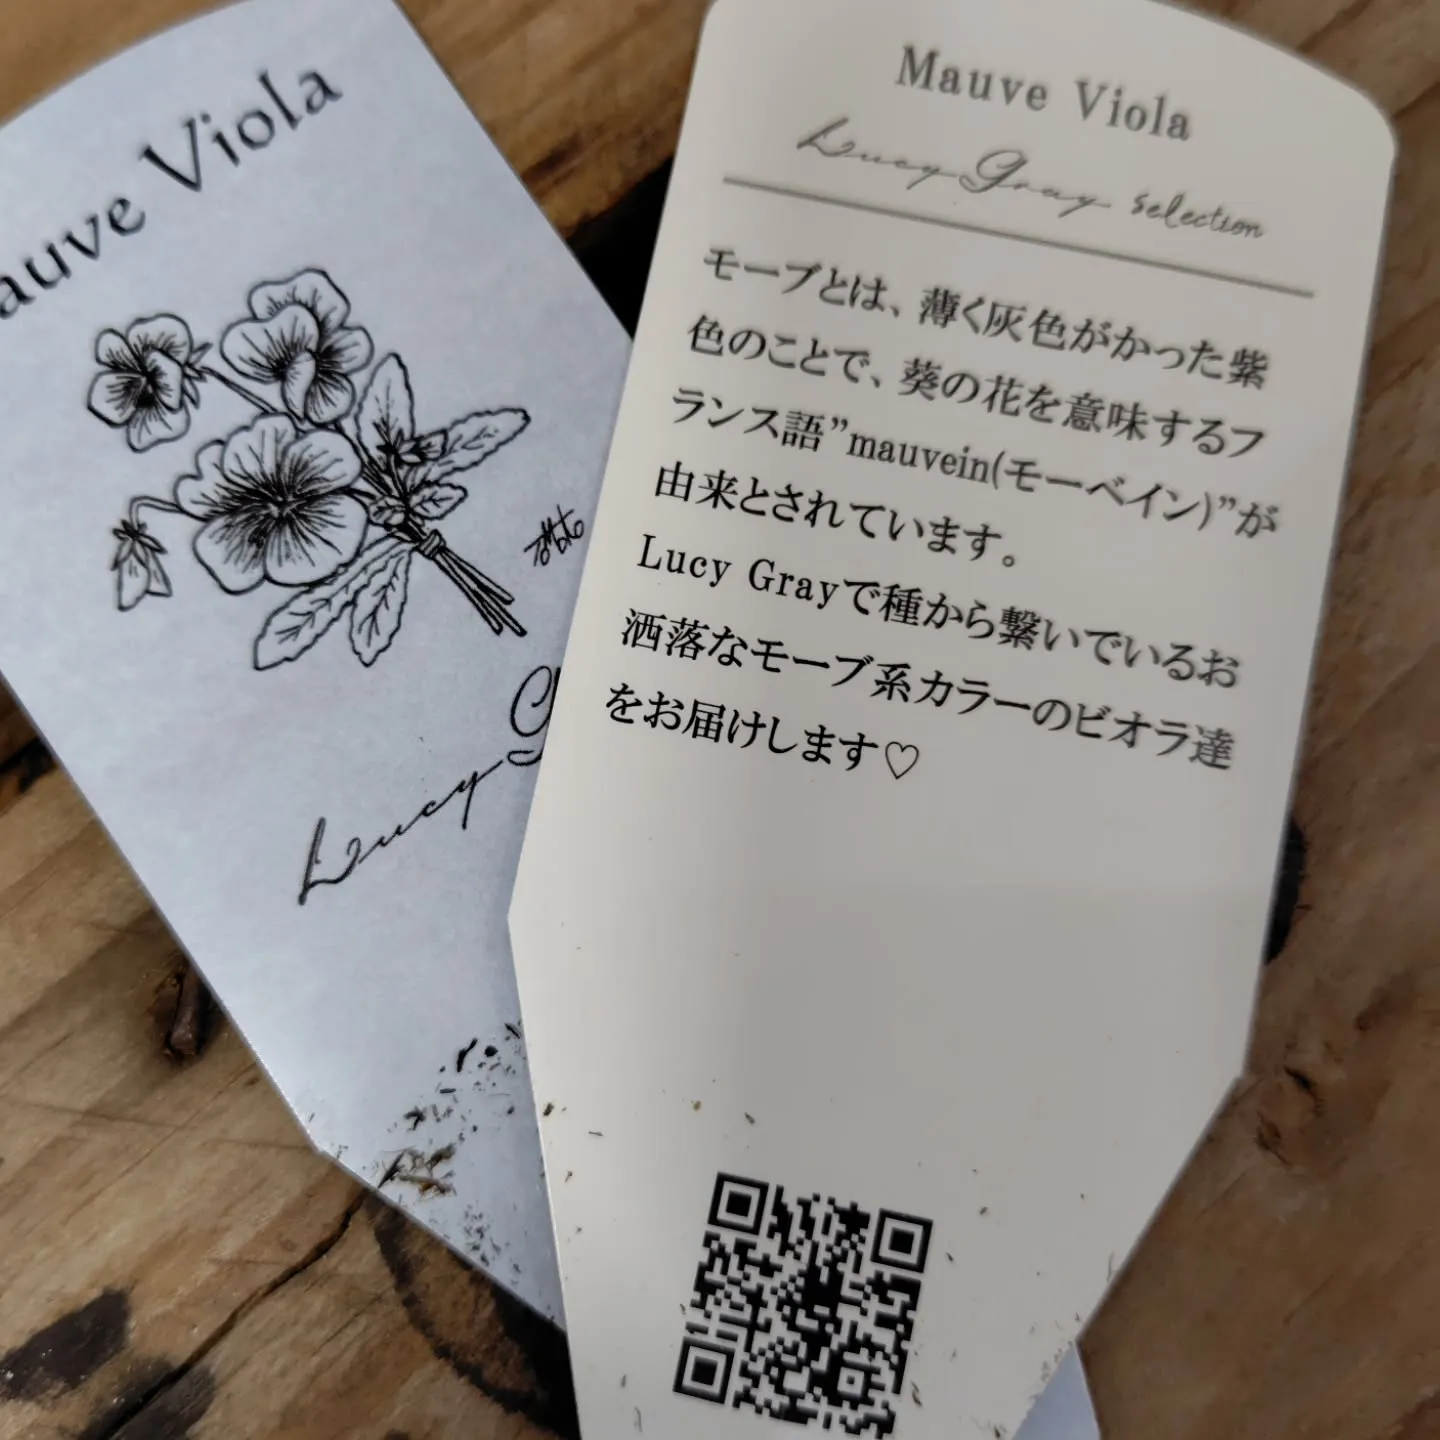 auve Viola
Lucy G
Mauve Viola
Lucy Gray selection
モーブとは、薄く灰色がかった紫
色のことで、葵の花を意味するフ
ランス語”mauvein(モーベイン)”が
由来とされています。
Lucy Grayで種から繋いでいるお
洒落なモーブ系カラーのビオラ達
をお届けします♡